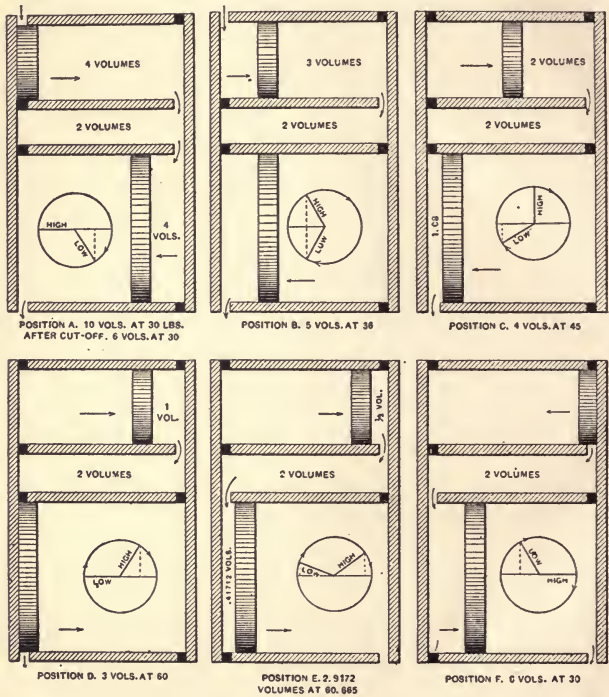 4 VOLUMES
2 VOLUMES
4
VOLS.
HIGH
LOW
POSITION A. 10 VOLS. AT 30 LBS.
AFTER CUT-OFF. 6 VOLS. AT 30
3 VOLUMES
2 VOLUMES
HIGH
LOW
POSITION B. 5 VOLS. AT 36
2 VOLUMES
2 VOLUMES
HIGH
LOW
POSITION C. 4 VOLS. AT 45
1
VOL.
2 VOLUMES
HIGH
LOW
POSITION D. 3 VOLS. AT 60
½ VOL.
2 VOLUMES
.41712 VOLS.
LOW
HIGH
POSITION E. 2.9172
VOLUMES AT 60.665
2 VOLUMES
LOW
HIGH
POSITION F. 6 VOLS. AT 30